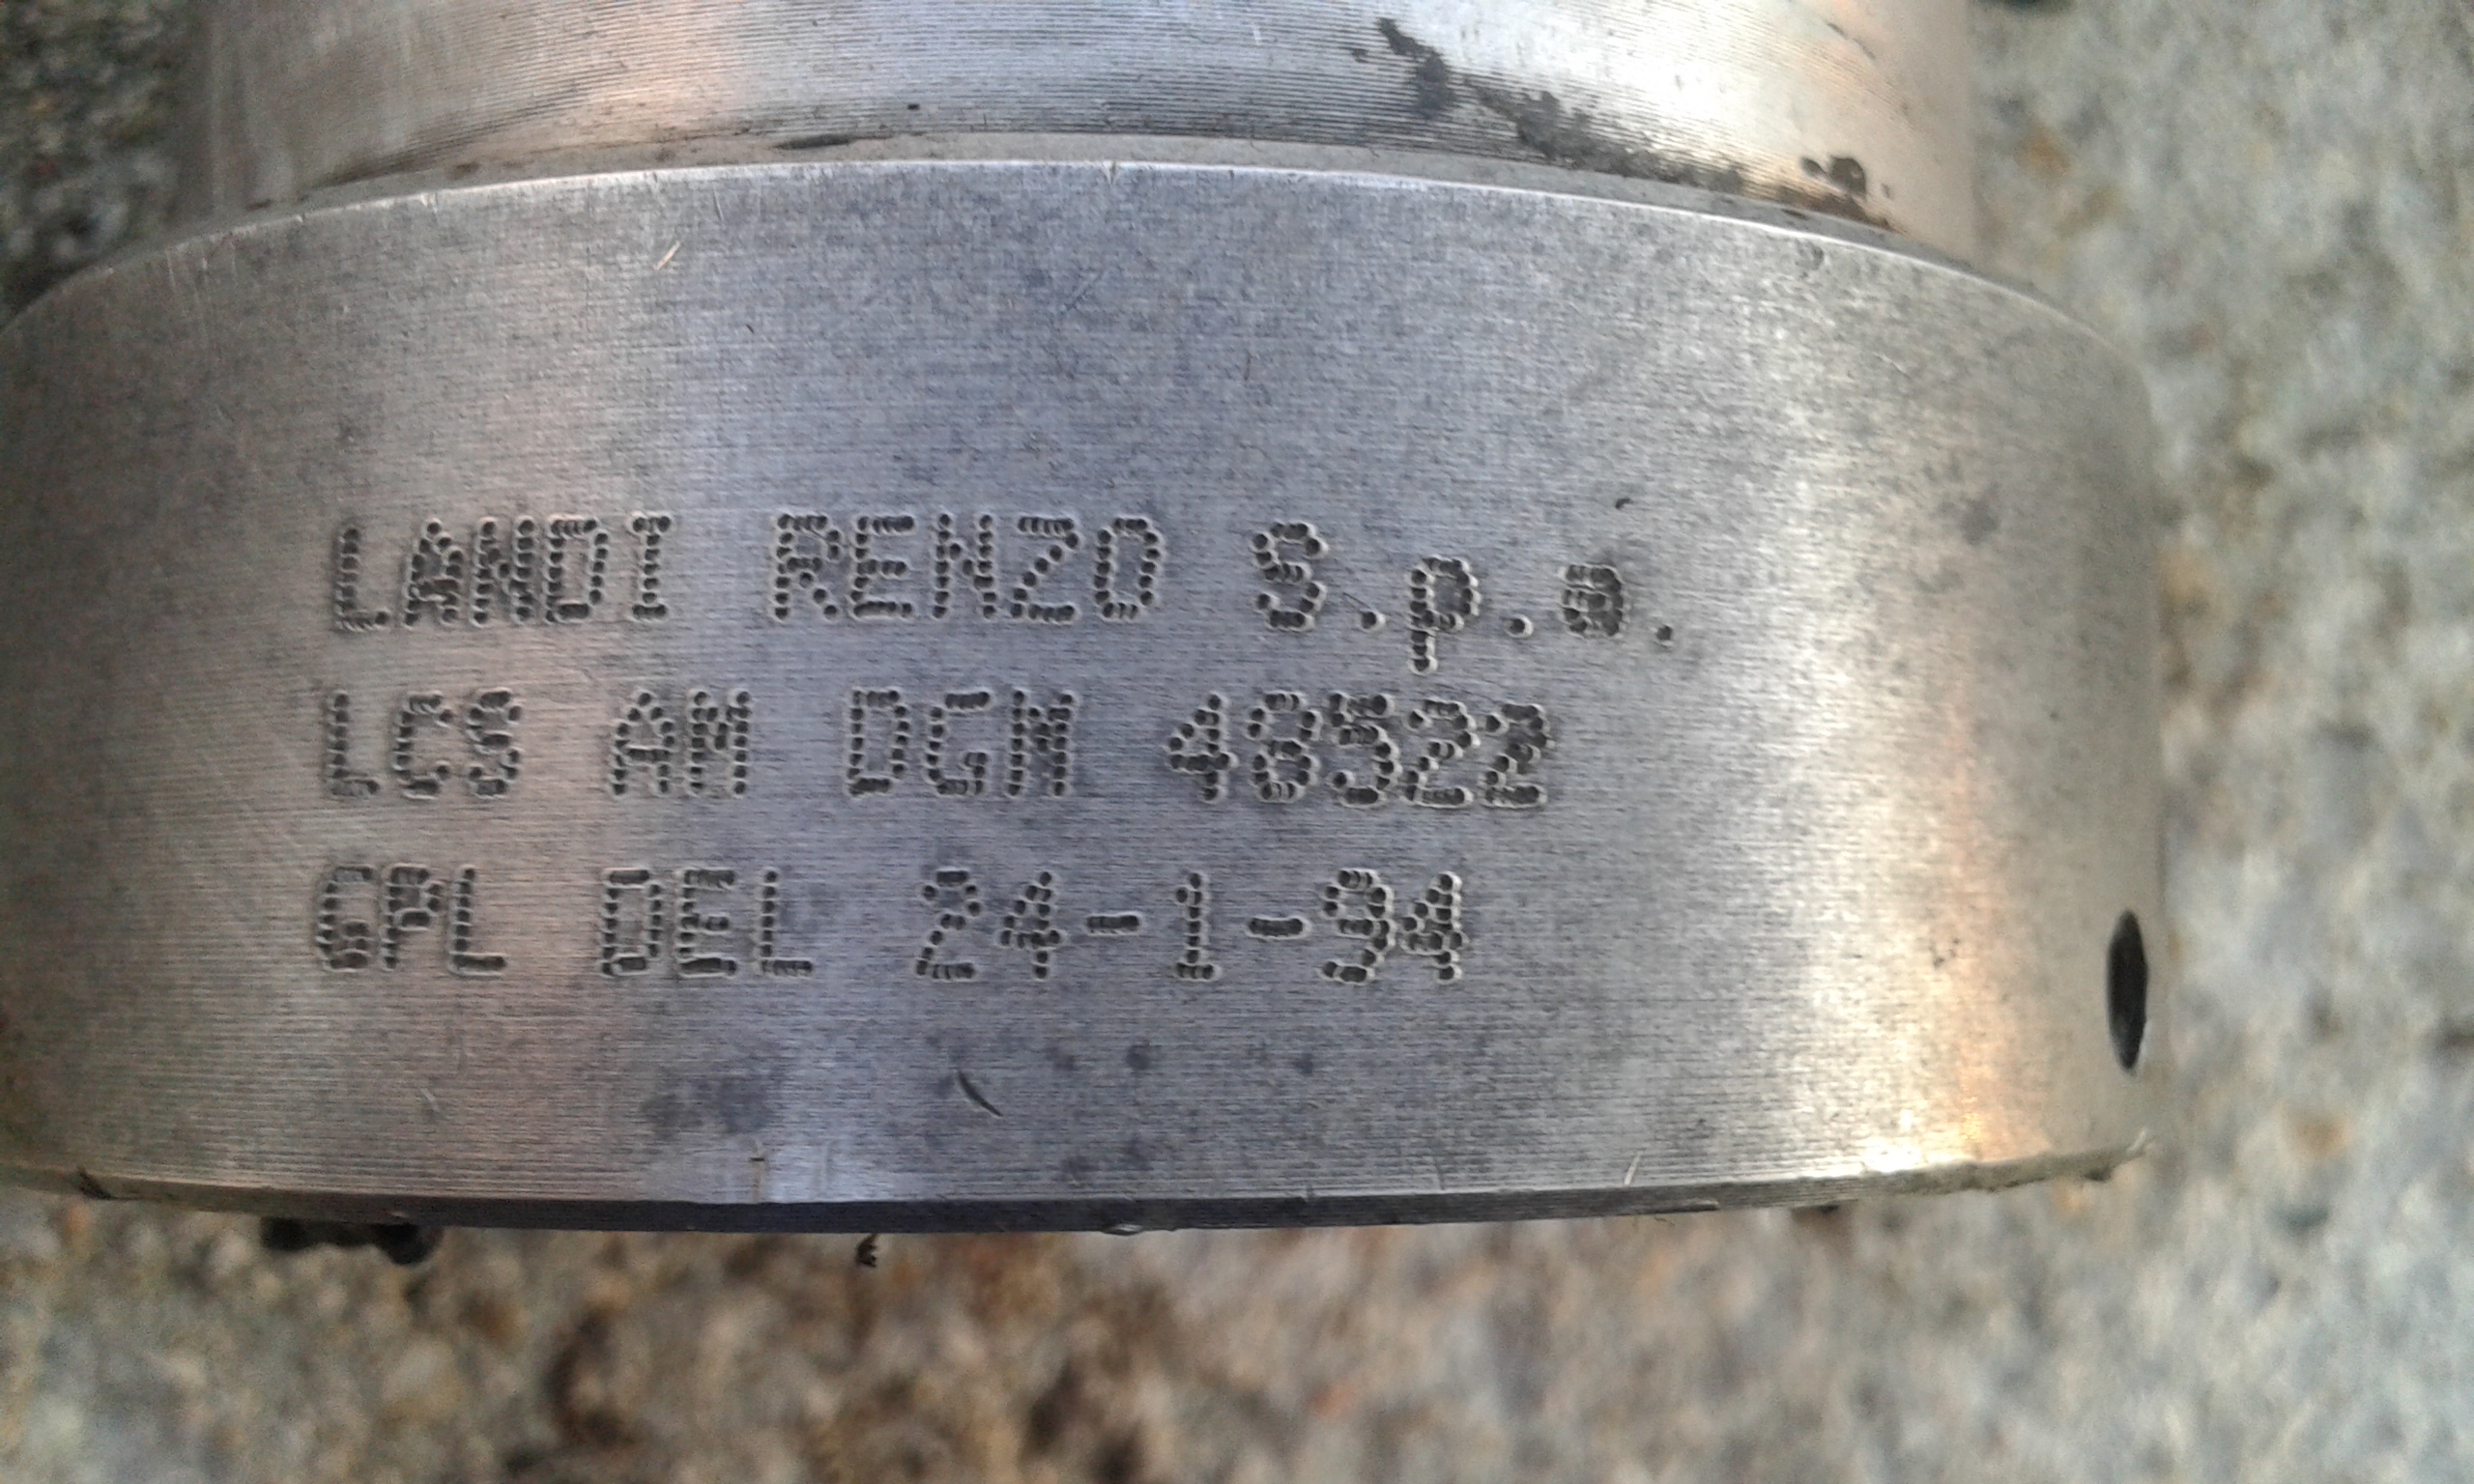 LANDI RENZO S.p.a.
LCS AM DGM 48522
GPL DEL 24-1-94